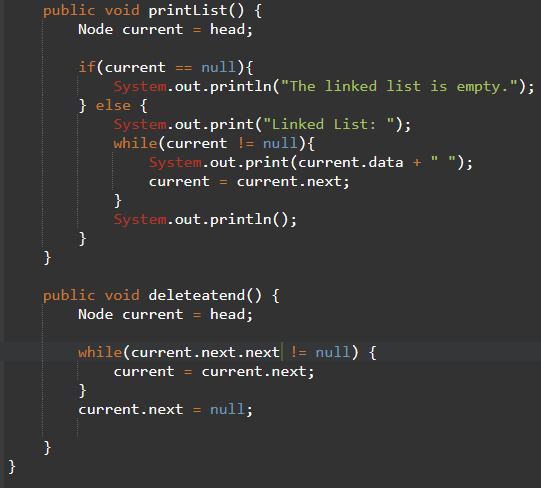 public void printList() {
Node current = head;
if(current == null){
System.out.println("The linked list is empty.");
} else {
System.out.print("Linked List: ");
while(current != null){
System.out.print(current.data + " ");
current = current.next;
}
System.out.println();
}
}
public void deleteatend() {
Node current = head;
while(current.next.next != null) {
current = current.next;
}
current.next = null;
}
}